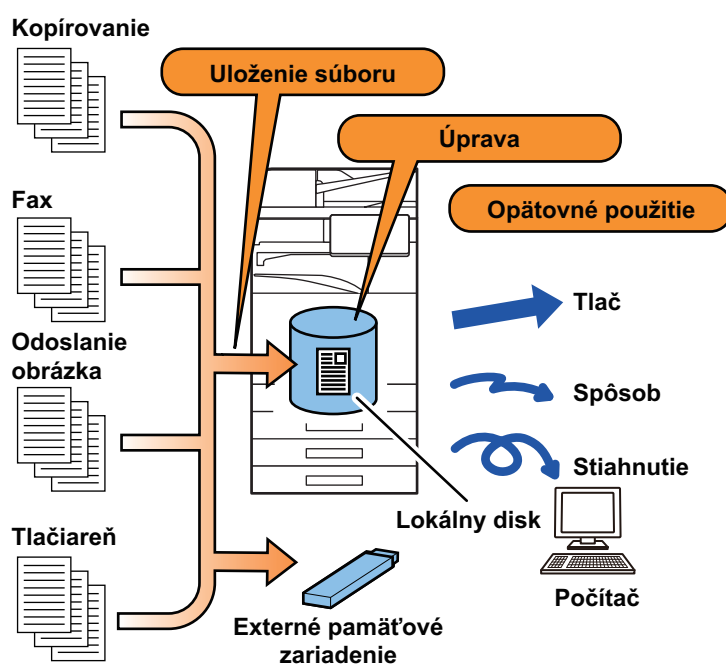 Kopírovanie
Uloženie súboru
Úprava
Fax
Opätovné použitie
Tlač
Odoslanie
obrázka
Spôsob
Stiahnutie
Lokálny disk
Tlačiareň
Počítač
Externé pamäťové
zariadenie